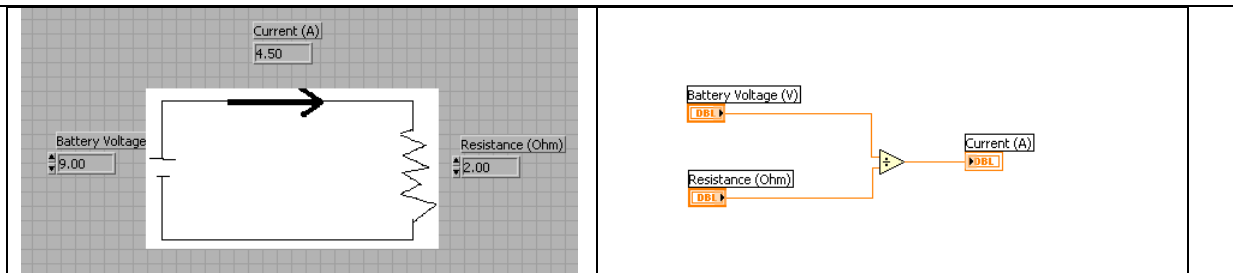 Current (A)
4.50
Battery Voltage
9.00
Resistance (Ohm)
2.00
Battery Voltage (V)
DBL
Resistance (Ohm)
DBL
÷
Current (A)
DBL